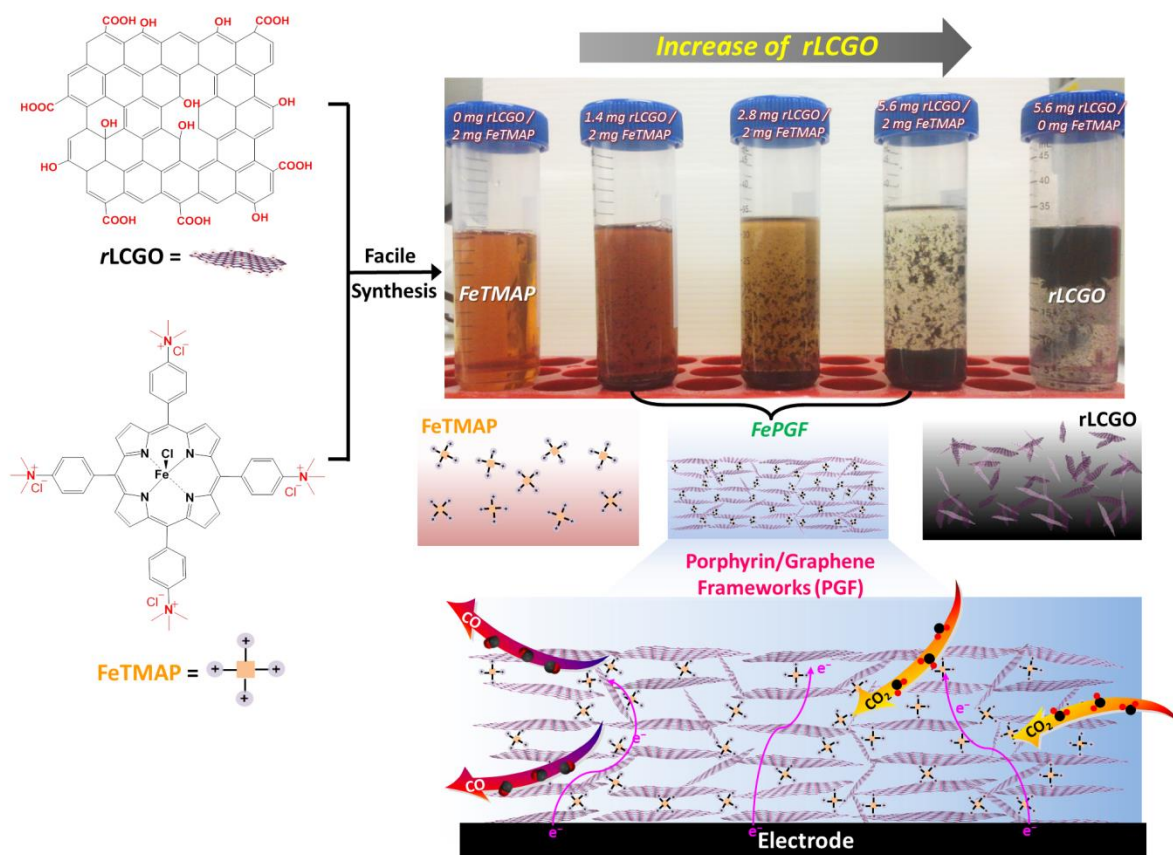 COOH
OH
OH
COOH
HOOC
OH
OH
OH
OH
HO
COOH
COOH
COOH
OH
rLCGO =
Facile
Synthesis
N
+
Cl⁻
Cl
N
N
Fe
N
N
N
+
Cl⁻
N
+
Cl⁻
Cl⁻
N
+
FeTMAP =
+
+
+
+
Increase of rLCGO
0 mg rLCGO /
2 mg FeTMAP
1.4 mg rLCGO /
2 mg FeTMAP
2.8 mg rLCGO /
2 mg FeTMAP
5.6 mg rLCGO /
2 mg FeTMAP
5.6 mg rLCGO /
0 mg FeTMAP
FeTMAP
rLCGO
FeTMAP
FePGF
rLCGO
Porphyrin/Graphene
Frameworks (PGF)
CO
e⁻
e⁻
e⁻
CO₂
CO₂
CO
e⁻
e⁻
e⁻
Electrode